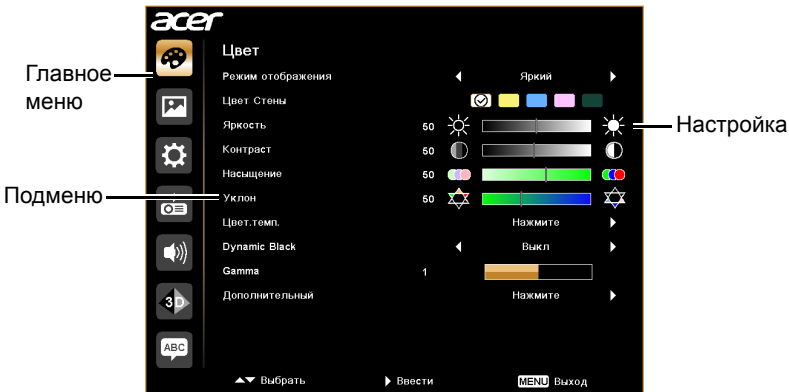 acer
Цвет
Режим отображения Яркий
Цвет Стены
Яркость 50
Контраст 50
Насыщение 50
Уклон 50
Цвет.темп. Нажмите
Dynamic Black Выкл
Gamma 1
Дополнительный Нажмите
3D
ABC
Выбрать Ввести MENU Выход
Главное
меню
Подменю
Настройка